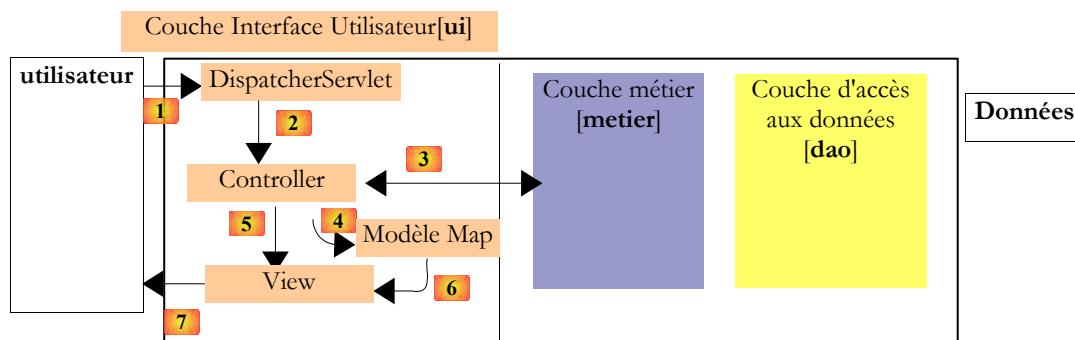 Couche Interface Utilisateur[ui]
utilisateur
DispatcherServlet
1
2
Couche métier
[metier]
Couche d'accès
aux données
[dao]
Données
3
Controller
5
4
Modèle Map
View
6
7